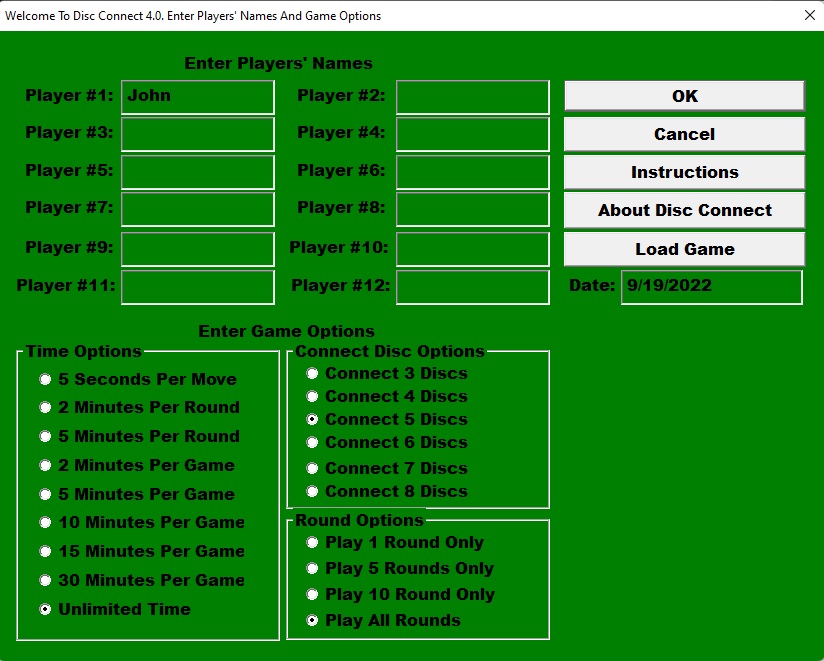 Welcome To Disc Connect 4.0. Enter Players' Names And Game Options
Enter Players' Names
Player #1: John Player #2: OK
Player #3: Player #4: Cancel
Player #5: Player #6: Instructions
Player #7: Player #8: About Disc Connect
Player #9: Player #10: Load Game
Player #11: Player #12: Date: 9/19/2022
Enter Game Options
Time Options
5 Seconds Per Move
2 Minutes Per Round
5 Minutes Per Round
2 Minutes Per Game
5 Minutes Per Game
10 Minutes Per Game
15 Minutes Per Game
30 Minutes Per Game
Unlimited Time
Connect Disc Options
Connect 3 Discs
Connect 4 Discs
Connect 5 Discs
Connect 6 Discs
Connect 7 Discs
Connect 8 Discs
Round Options
Play 1 Round Only
Play 5 Rounds Only
Play 10 Round Only
Play All Rounds